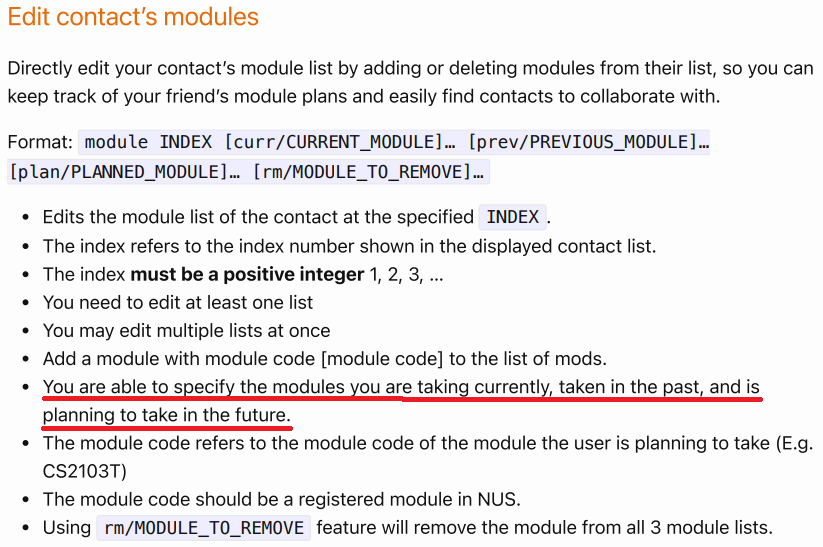 Edit contact’s modules
Directly edit your contact’s module list by adding or deleting modules from their list, so you can
keep track of your friend’s module plans and easily find contacts to collaborate with.
Format: module INDEX [curr/CURRENT_MODULE]… [prev/PREVIOUS_MODULE]…
[plan/PLANNED_MODULE]… [rm/MODULE_TO_REMOVE]…
• Edits the module list of the contact at the specified INDEX.
• The index refers to the index number shown in the displayed contact list.
• The index must be a positive integer 1, 2, 3, …
• You need to edit at least one list
• You may edit multiple lists at once
• Add a module with module code [module code] to the list of mods.
• You are able to specify the modules you are taking currently, taken in the past, and is
planning to take in the future.
• The module code refers to the module code of the module the user is planning to take (E.g.
CS2103T)
• The module code should be a registered module in NUS.
• Using rm/MODULE_TO_REMOVE feature will remove the module from all 3 module lists.